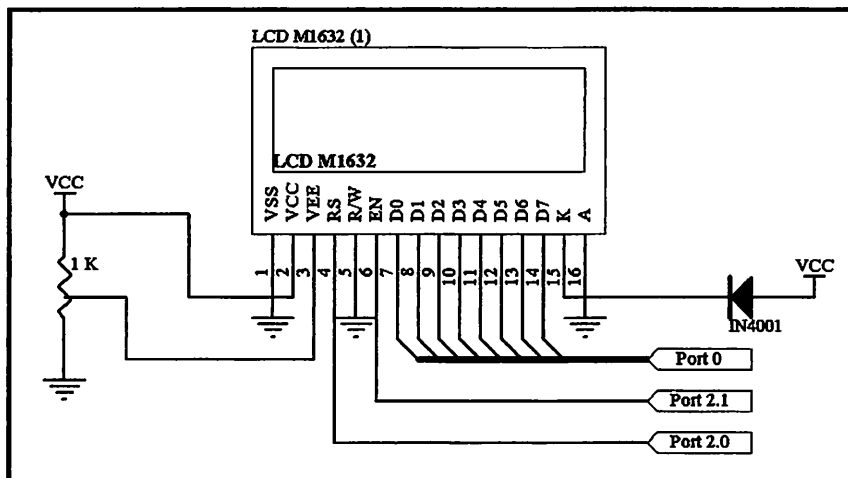 LCD M1632 (1)
LCD M1632
VCC
1 K
VSS
VCC
VEE
RS
R/W
EN
D0
D1
D2
D3
D4
D5
D6
D7
K
A
1
2
3
4
5
6
7
8
9
10
11
12
13
14
15
16
VCC
IN4001
Port 0
Port 2.1
Port 2.0